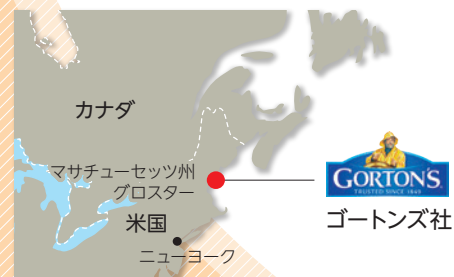 カナダ
マサチューセッツ州
グロスター
米国
ニューヨーク
GORTON'S
TRUSTED SINCE 1849
ゴートンズ社